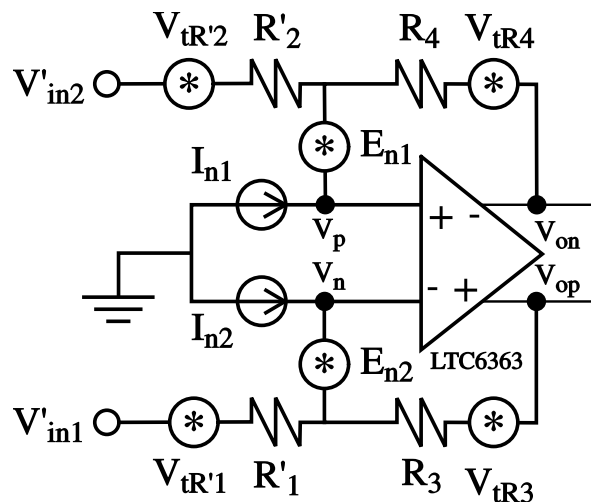 VtR'2 R'2 R4 VtR4
V'in2 * * *
* En1
In1
+ -
Vp Von
Vn Vop
- +
In2 LTC6363
* En2
V'in1 * * *
VtR'1 R'1 R3 VtR3